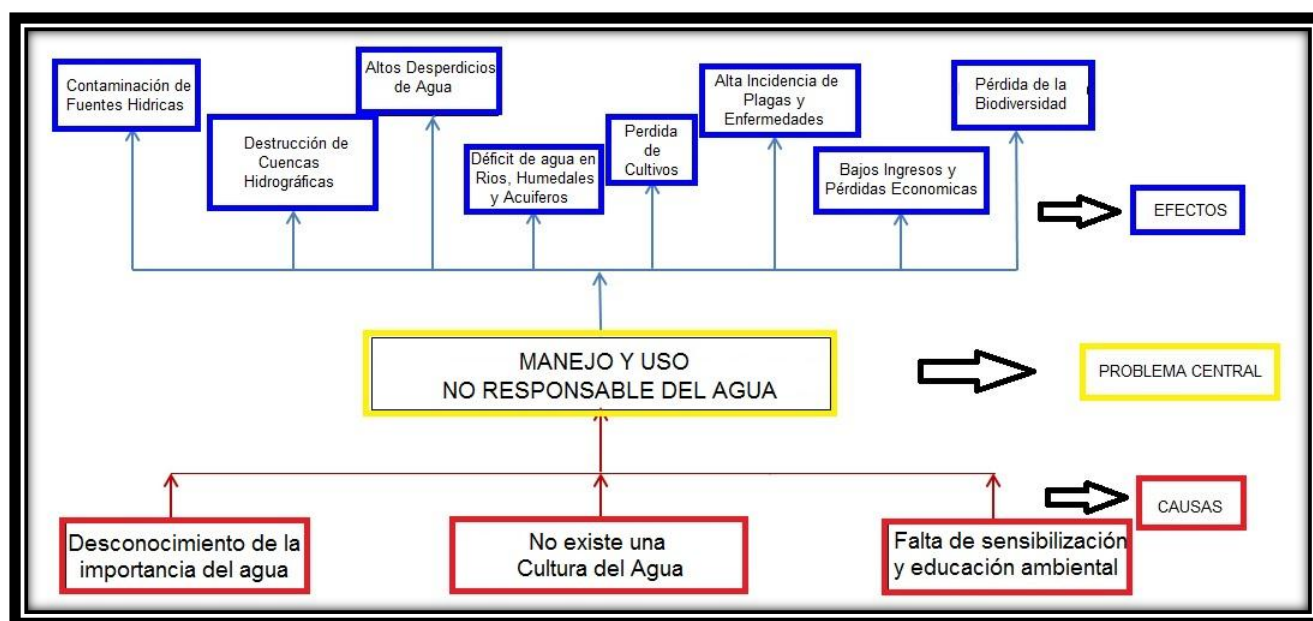 Contaminación de
Fuentes Hidricas
Destrucción de
Cuencas
Hidrográficas
Altos Desperdicios
de Agua
Déficit de agua en
Rios, Humedales
y Acuiferos
Perdida
de
Cultivos
Alta Incidencia de
Plagas y
Enfermedades
Bajos Ingresos y
Pérdidas Economicas
Pérdida de la
Biodiversidad
EFECTOS
MANEJO Y USO
NO RESPONSABLE DEL AGUA
PROBLEMA CENTRAL
Desconocimiento de la
importancia del agua
No existe una
Cultura del Agua
Falta de sensibilización
y educación ambiental
CAUSAS